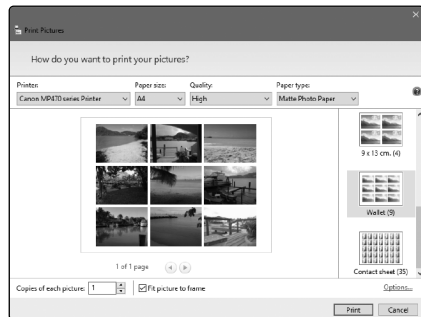 Print Pictures
How do you want to print your pictures?
Printer: Paper size: Quality: Paper type:
Canon MP470 series Printer A4 High Matte Photo Paper
9 x 13 cm. (4)
Wallet (9)
Contact sheet (35)
1 of 1 page
Copies of each picture: 1 Fit picture to frame Options...
Print Cancel